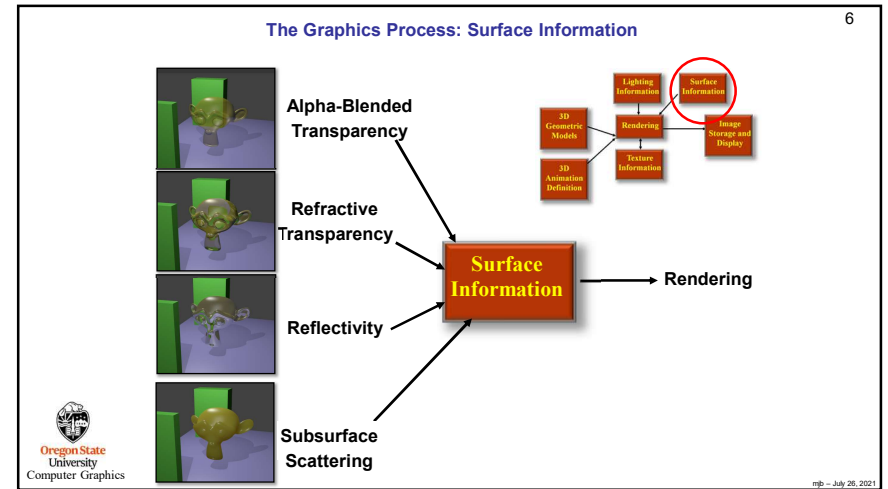 6
The Graphics Process: Surface Information
Alpha-Blended
Transparency
Refractive
Transparency
Reflectivity
Subsurface
Scattering
Surface
Information
Rendering
Lighting
Information
Surface
Information
3D
Geometric
Models
Rendering
Image
Storage and
Display
3D
Animation
Definition
Texture
Information
Oregon State
University
Computer Graphics
mjb – July 26, 2021